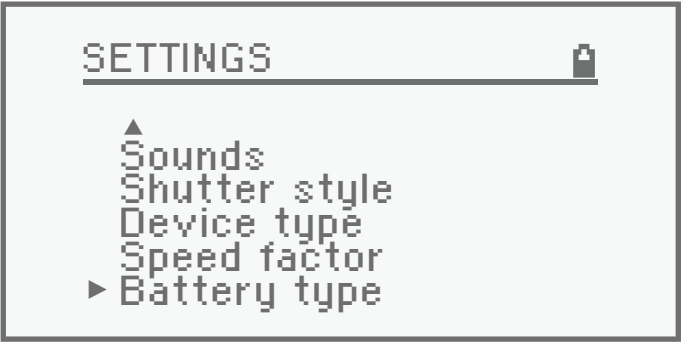 SETTINGS
Sounds
Shutter style
Device type
Speed factor
Battery type